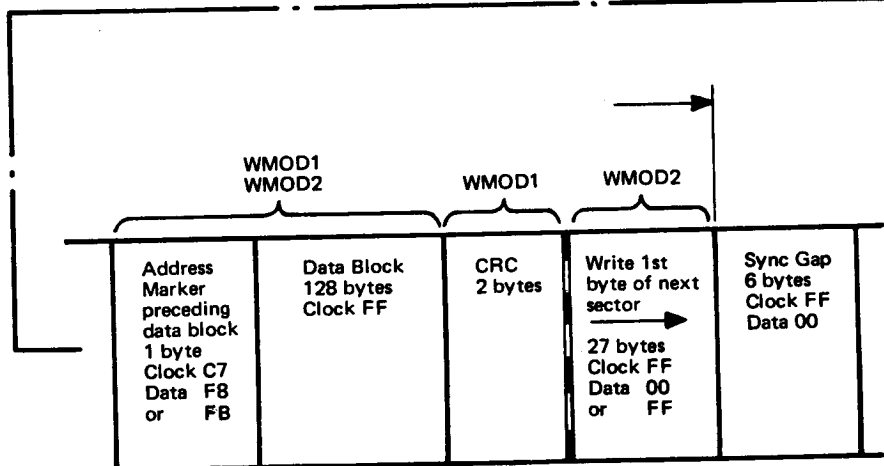 WMOD1
WMOD2
WMOD1
WMOD2
Address
Marker
preceding
data block
1 byte
Clock C7
Data F8
or FB
Data Block
128 bytes
Clock FF
CRC
2 bytes
Write 1st
byte of next
sector
27 bytes
Clock FF
Data 00
or FF
Sync Gap
6 bytes
Clock FF
Data 00